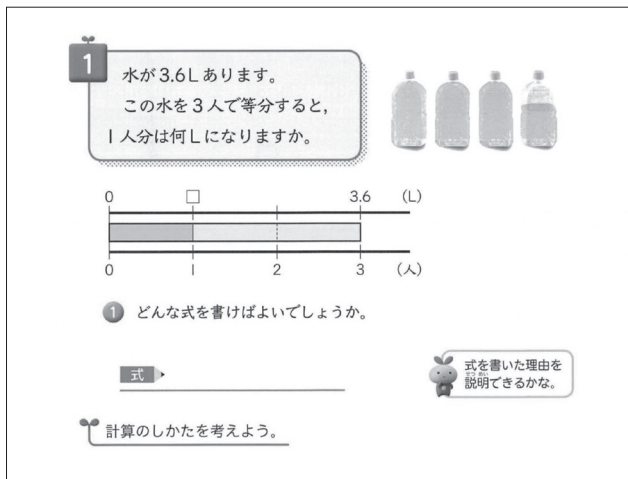 1
水が3.6Lあります。
この水を3人で等分すると,
1人分は何Lになりますか。
0 □ 3.6 (L)
0 1 2 3 (人)
1 どんな式を書けばよいでしょうか。
式
式を書いた理由を
せつめい
説明できるかな。
計算のしかたを考えよう。